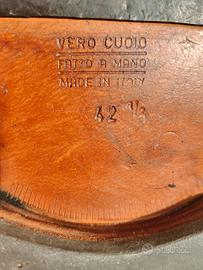 VERO CUOIO
FATTO A MANO
MADE IN ITALY
42 ½